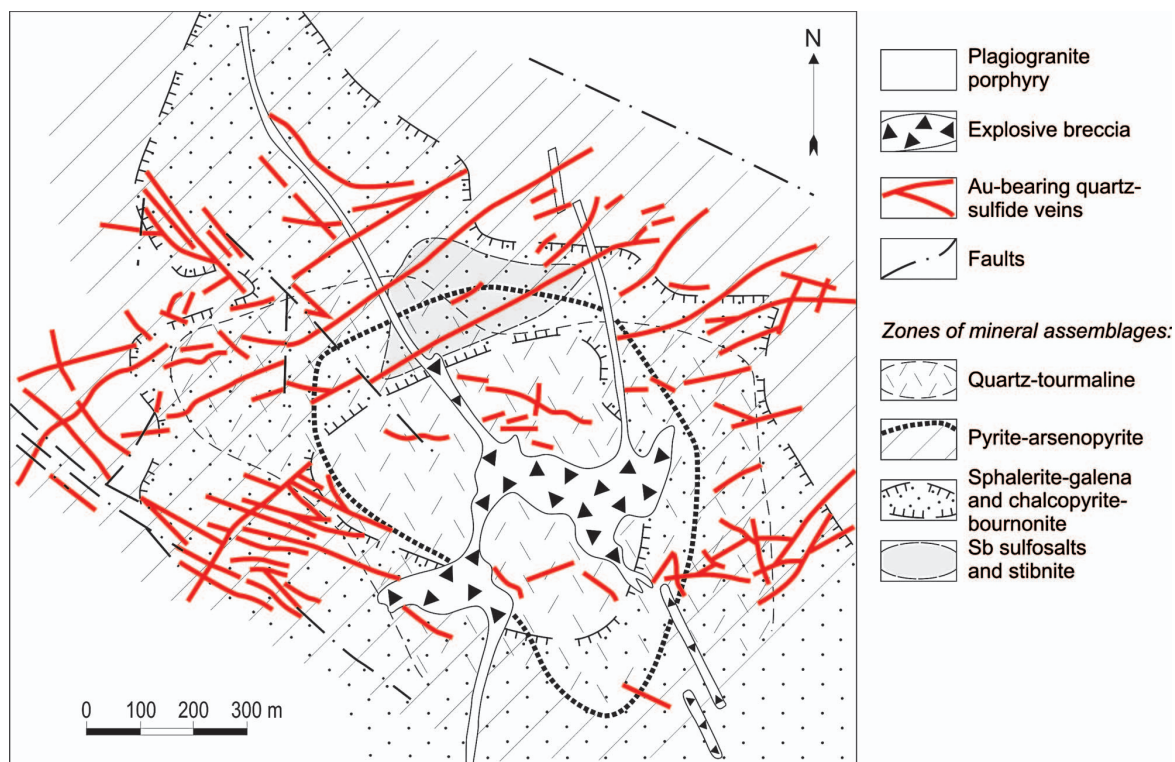 N
0 100 200 300 m
Plagiogranite
porphyry
Explosive breccia
Au-bearing quartz-
sulfide veins
Faults
Zones of mineral assemblages:
Quartz-tourmaline
Pyrite-arsenopyrite
Sphalerite-galena
and chalcopyrite-
bournonite
Sb sulfosalts
and stibnite